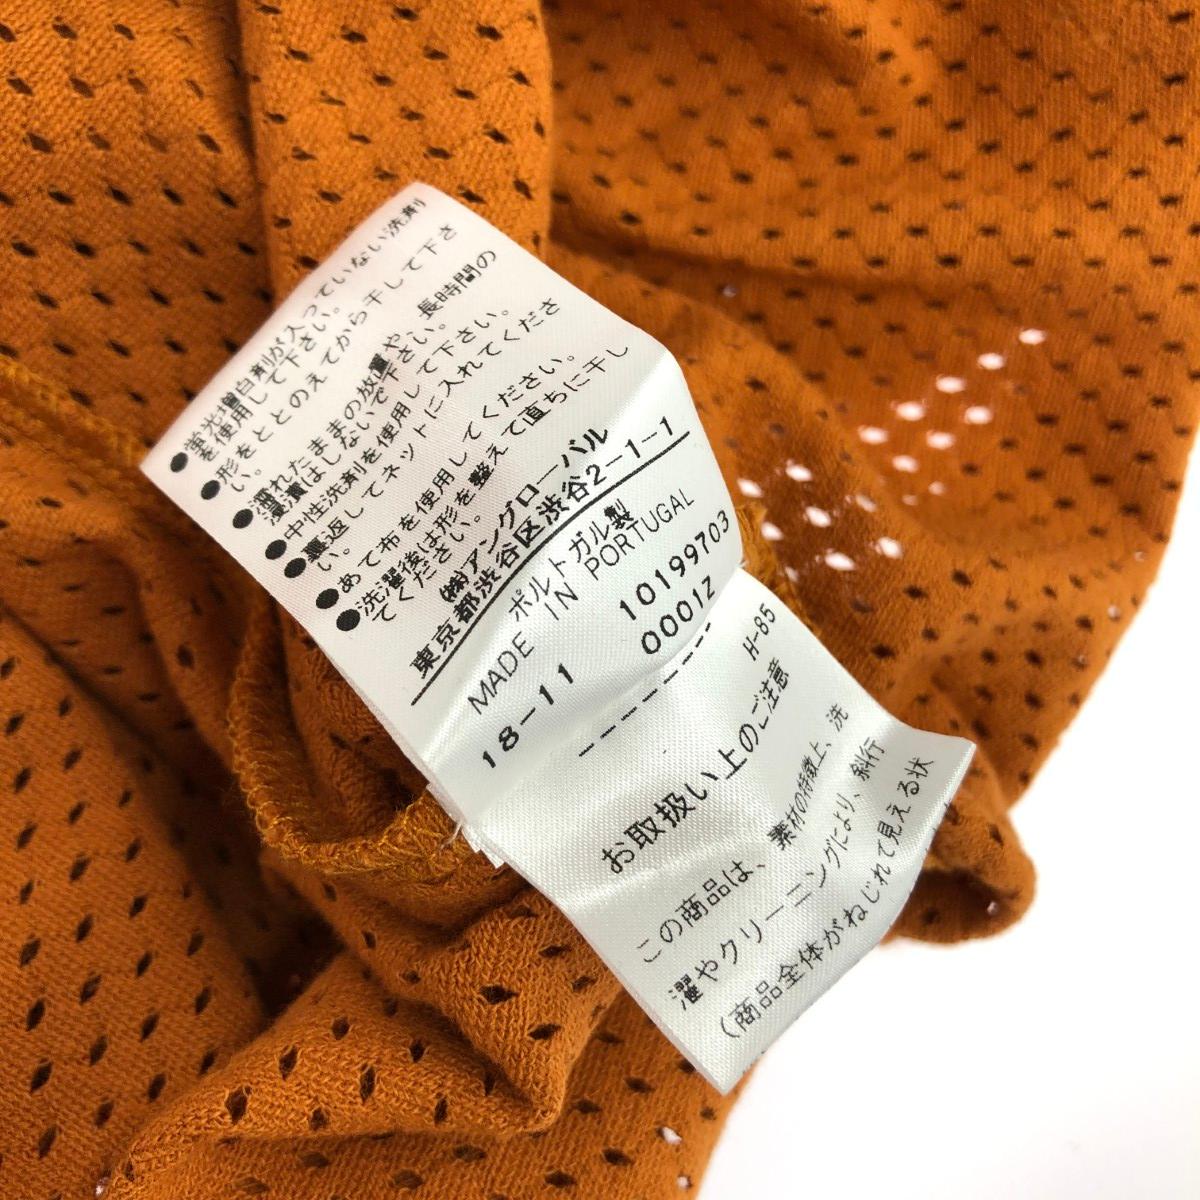 ●蛍光増白剤が入っていない洗剤
を使用して下さい。
●形をととのえてから干して下さ
い。
●濡れたままの放置や、長時間の
浸漬はしないで下さい。
●中性洗剤を使用して下さい。
●裏返してネットに入れてくださ
い。
●あて布を使用してください。
●洗濯後は形を整えて直ちに干し
てください。
㈱アングローバル
東京都渋谷区渋谷2-1-1
ポルトガル製
MADE IN PORTUGAL
18-11 10199703
00012
H-85
お取扱い上のご注意
この商品は、素材の特徴上、洗
濯やクリーニングにより、斜行
(商品全体がねじれて見える状